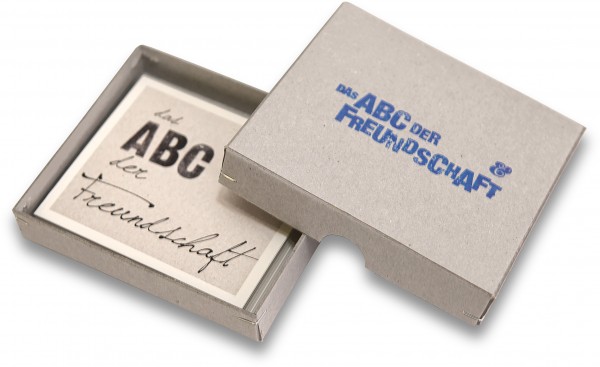 das
ABC
der
Freundschaft
DAS ABC DER
FREUNDSCHAFT
&